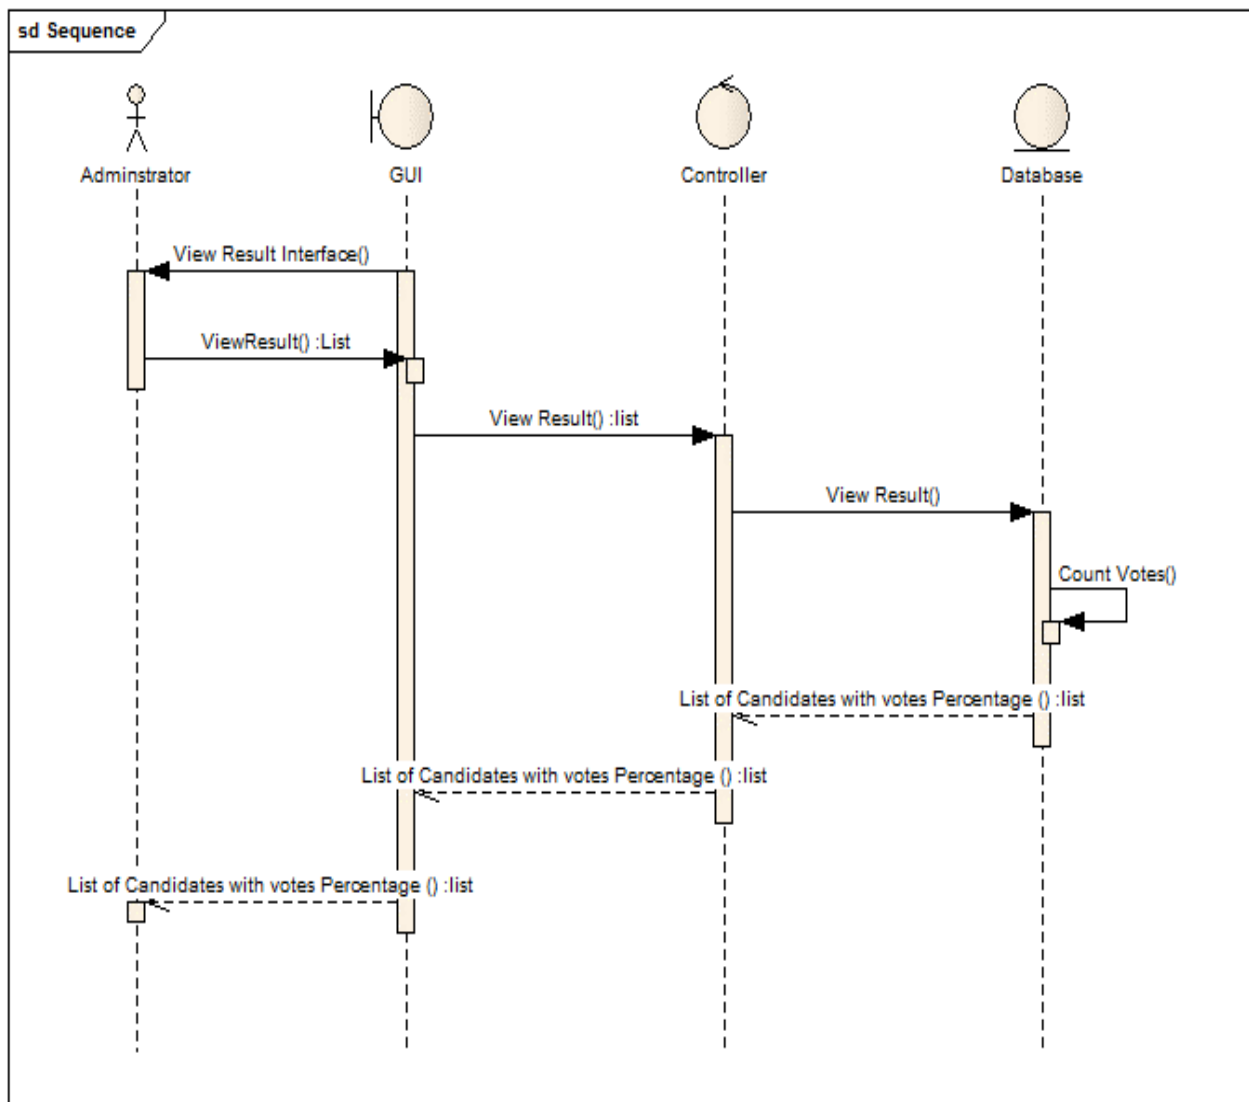 sd Sequence
Adminstrator
GUI
Controller
Database
View Result Interface()
ViewResult() :List
View Result() :list
View Result()
Count Votes()
List of Candidates with votes Percentage () :list
List of Candidates with votes Percentage () :list
List of Candidates with votes Percentage () :list